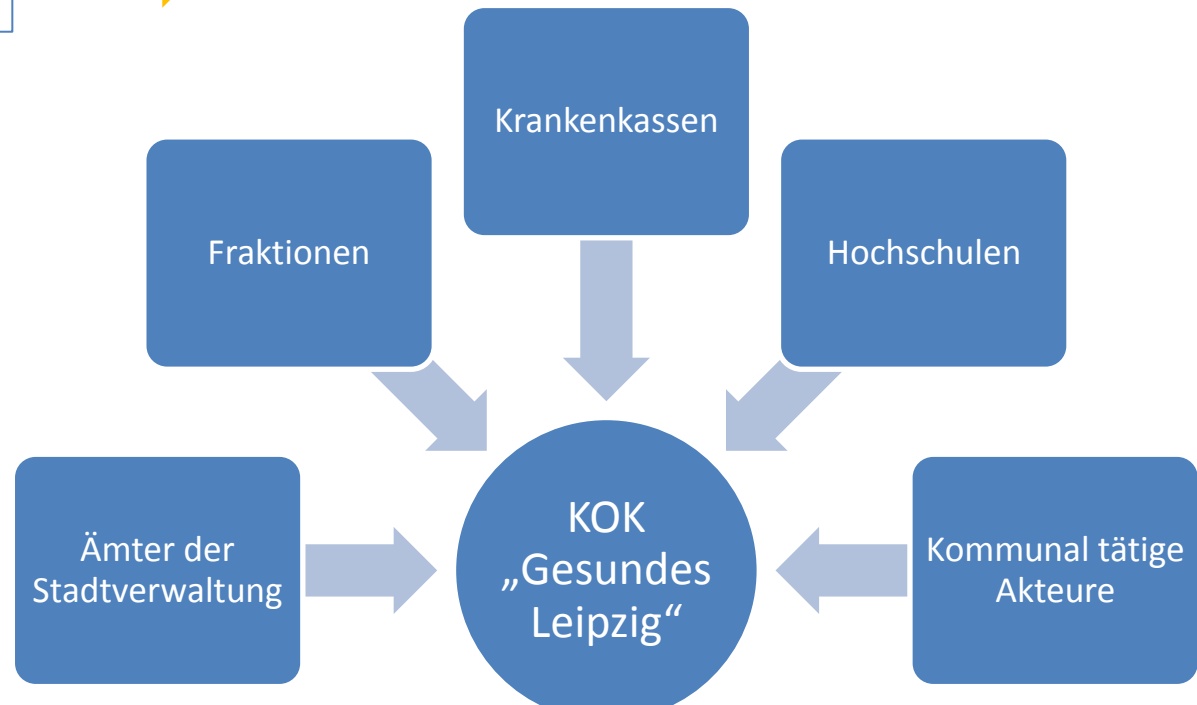 Krankenkassen
Fraktionen
Hochschulen
Ämter der
Stadtverwaltung
KOK
„Gesundes
Leipzig“
Kommunal tätige
Akteure